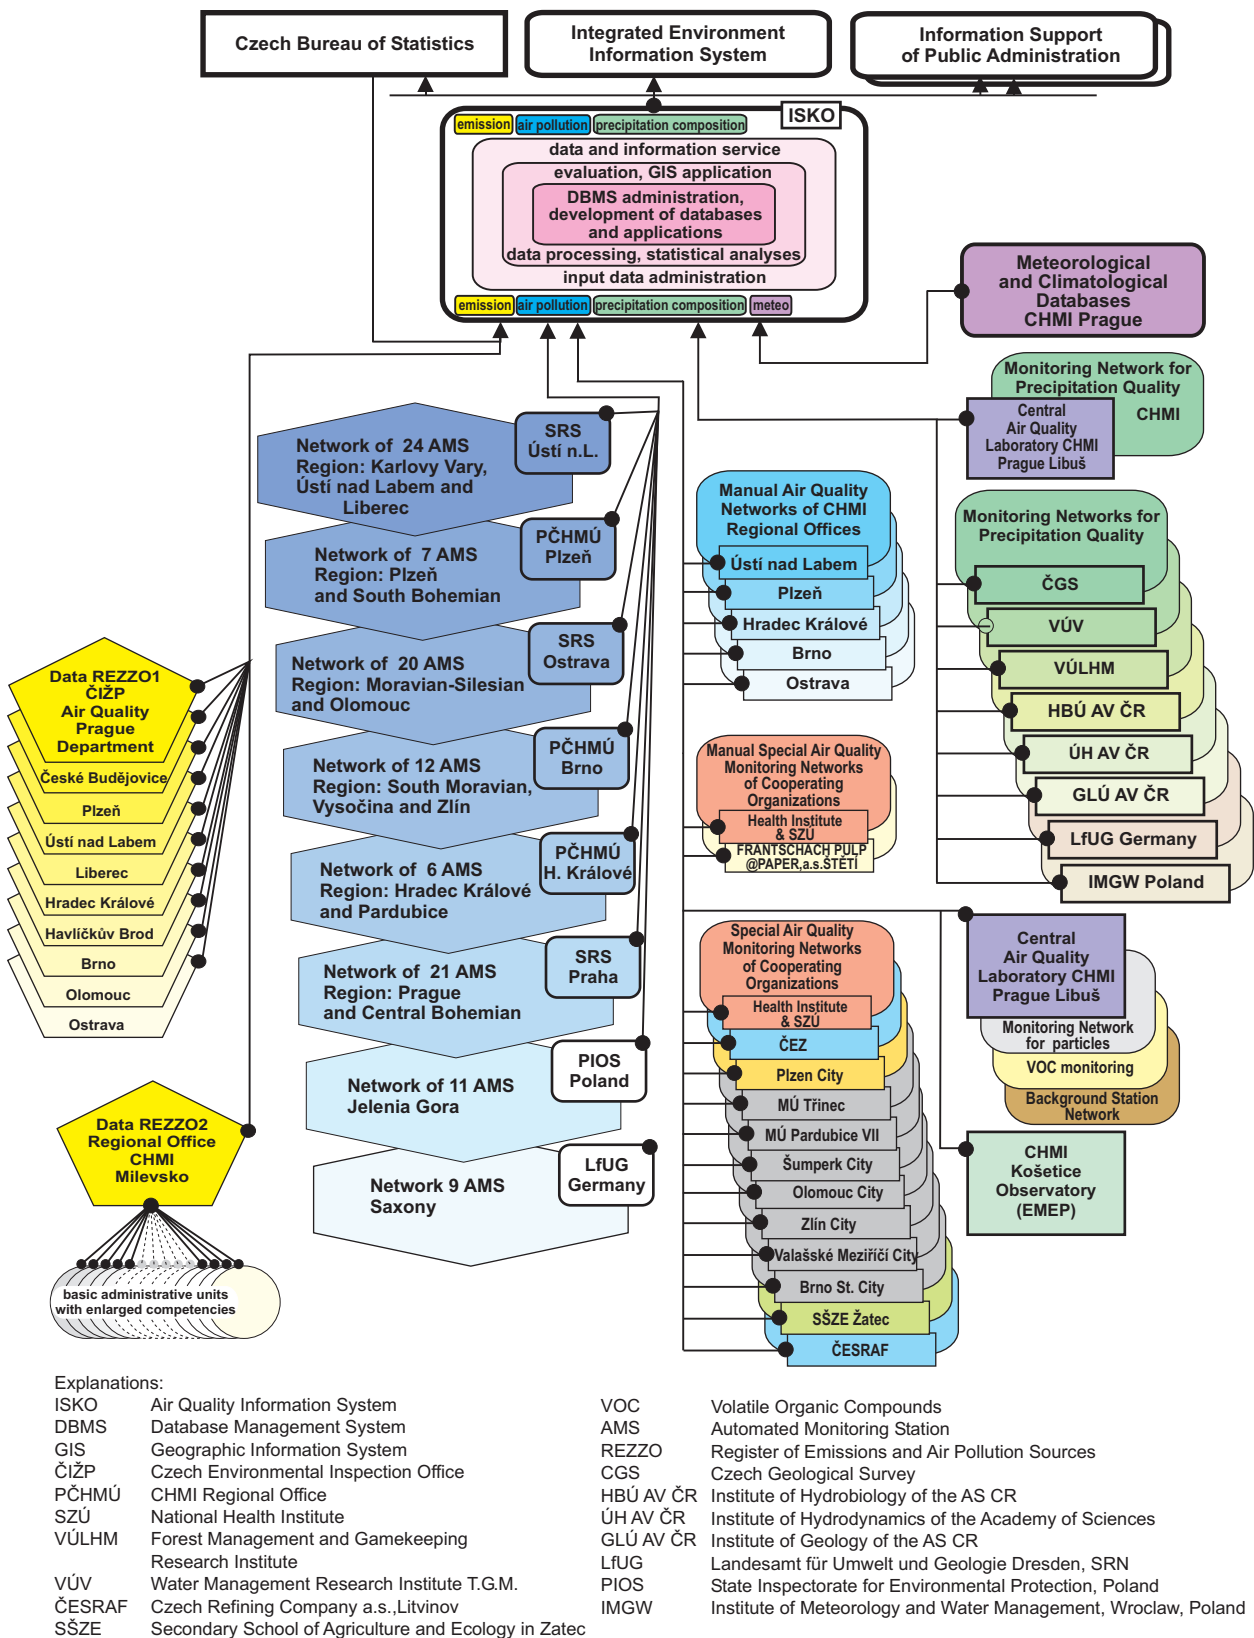 Czech Bureau of Statistics
Integrated Environment
Information System
Information Support
of Public Administration
ISKO
emission
air pollution
precipitation composition
data and information service
evaluation, GIS application
DBMS administration,
development of databases
and applications
data processing, statistical analyses
input data administration
emission
air pollution
precipitation composition
meteo
Meteorological
and Climatological
Databases
CHMI Prague
Monitoring Network for
Precipitation Quality
CHMI
Central
Air Quality
Laboratory CHMI
Prague Libuš
Network of 24 AMS
Region: Karlovy Vary,
Ústí nad Labem and
Liberec
SRS
Ústí n.L.
Network of 7 AMS
Region: Plzeň
and South Bohemian
PČHMÚ
Plzeň
Network of 20 AMS
Region: Moravian-Silesian
and Olomouc
SRS
Ostrava
Network of 12 AMS
Region: South Moravian,
Vysočina and Zlín
PČHMÚ
Brno
Network of 6 AMS
Region: Hradec Králové
and Pardubice
PČHMÚ
H. Králové
Network of 21 AMS
Region: Prague
and Central Bohemian
SRS
Praha
Network of 11 AMS
Jelenia Gora
PIOS
Poland
Network 9 AMS
Saxony
LfUG
Germany
Manual Air Quality
Networks of CHMI
Regional Offices
Ústí nad Labem
Plzeň
Hradec Králové
Brno
Ostrava
Monitoring Networks for
Precipitation Quality
ČGS
VÚV
VÚLHM
HBÚ AV ČR
ÚH AV ČR
GLÚ AV ČR
LfUG Germany
IMGW Poland
Manual Special Air Quality
Monitoring Networks
of Cooperating
Organizations
Health Institute
& SZÚ
FRANTSCHACH PULP
@PAPER,a.s.ŠTĚTÍ
Special Air Quality
Monitoring Networks
of Cooperating
Organizations
Health Institute
& SZÚ
ČEZ
Plzen City
MÚ Třinec
MÚ Pardubice VII
Šumperk City
Olomouc City
Zlín City
Valašské Meziříčí City
Brno St. City
SŠZE Žatec
ČESRAF
Central
Air Quality
Laboratory CHMI
Prague Libuš
Monitoring Network
for particles
VOC monitoring
Background Station
Network
CHMI
Košetice
Observatory
(EMEP)
Data REZZO1
ČIŽP
Air Quality
Prague
Department
České Budějovice
Plzeň
Ústí nad Labem
Liberec
Hradec Králové
Havlíčkův Brod
Brno
Olomouc
Ostrava
Data REZZO2
Regional Office
CHMI
Milevsko
basic administrative units
with enlarged competencies
Explanations:
ISKO Air Quality Information System
DBMS Database Management System
GIS Geographic Information System
ČIŽP Czech Environmental Inspection Office
PČHMÚ CHMI Regional Office
SZÚ National Health Institute
VÚLHM Forest Management and Gamekeeping
Research Institute
VÚV Water Management Research Institute T.G.M.
ČESRAF Czech Refining Company a.s.,Litvinov
SŠZE Secondary School of Agriculture and Ecology in Zatec
VOC Volatile Organic Compounds
AMS Automated Monitoring Station
REZZO Register of Emissions and Air Pollution Sources
CGS Czech Geological Survey
HBÚ AV ČR Institute of Hydrobiology of the AS CR
ÚH AV ČR Institute of Hydrodynamics of the Academy of Sciences
GLÚ AV ČR Institute of Geology of the AS CR
LfUG Landesamt für Umwelt und Geologie Dresden, SRN
PIOS State Inspectorate for Environmental Protection, Poland
IMGW Institute of Meteorology and Water Management, Wroclaw, Poland